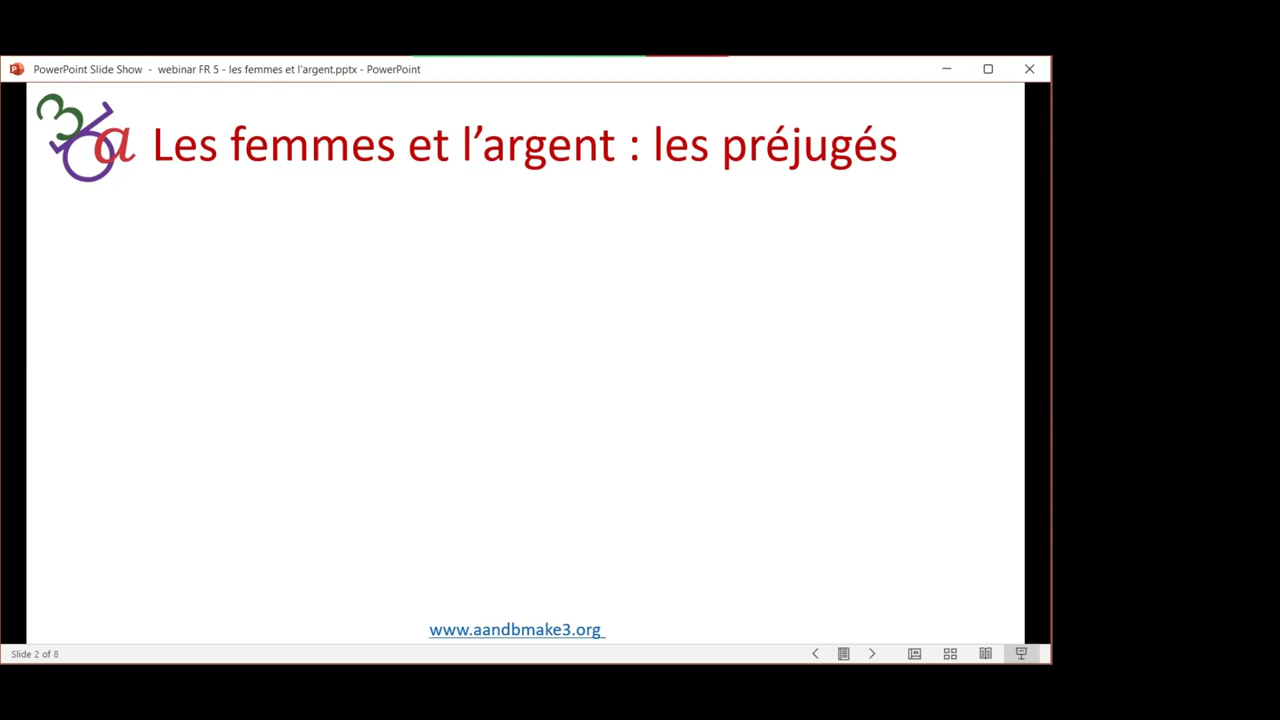 PowerPoint Slide Show - webinar FR 5 - les femmes et l'argent.pptx - PowerPoint
Les femmes et l’argent : les préjugés
www.aandbmake3.org
Slide 2 of 8